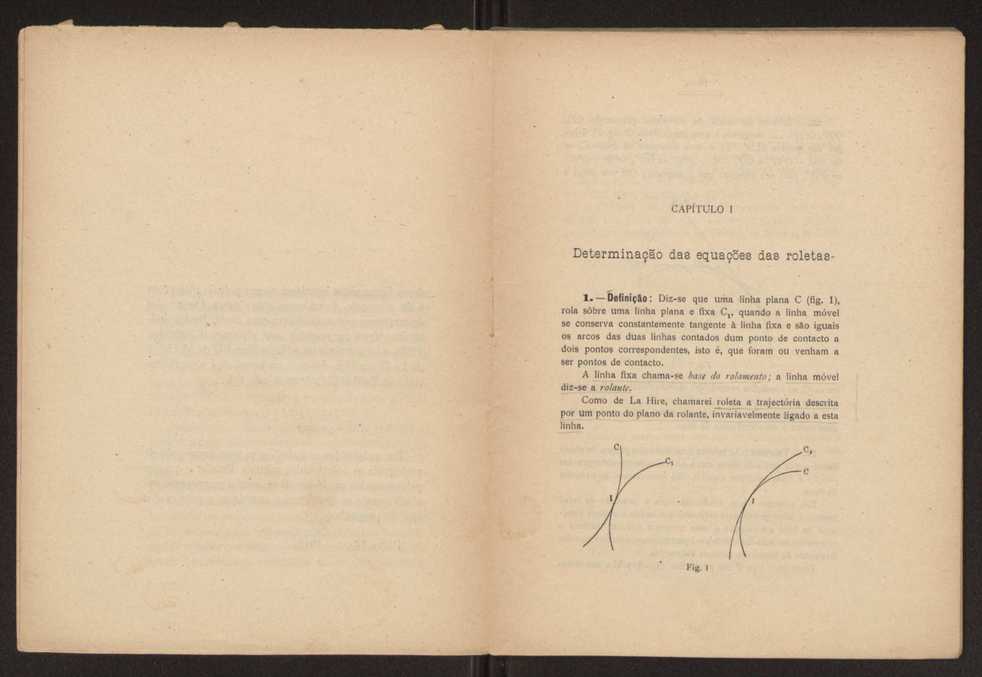 CAPÍTULO I
Determinação das equações das roletas.
1. — Definição: Diz-se que uma linha plana C (fig. 1),
rola sôbre uma linha plana e fixa C₁, quando a linha móvel
se conserva constantemente tangente à linha fixa e são iguais
os arcos das duas linhas contados dum ponto de contacto a
dois pontos correspondentes, isto é, que foram ou venham a
ser pontos de contacto.
A linha fixa chama-se base do rolamento; a linha móvel
diz-se a rolante.
Como de La Hire, chamarei roleta a trajectória descrita
por um ponto do plano da rolante, invariavelmente ligado a esta
linha.
C
C₁
I
C₁
C
I
Fig. 1